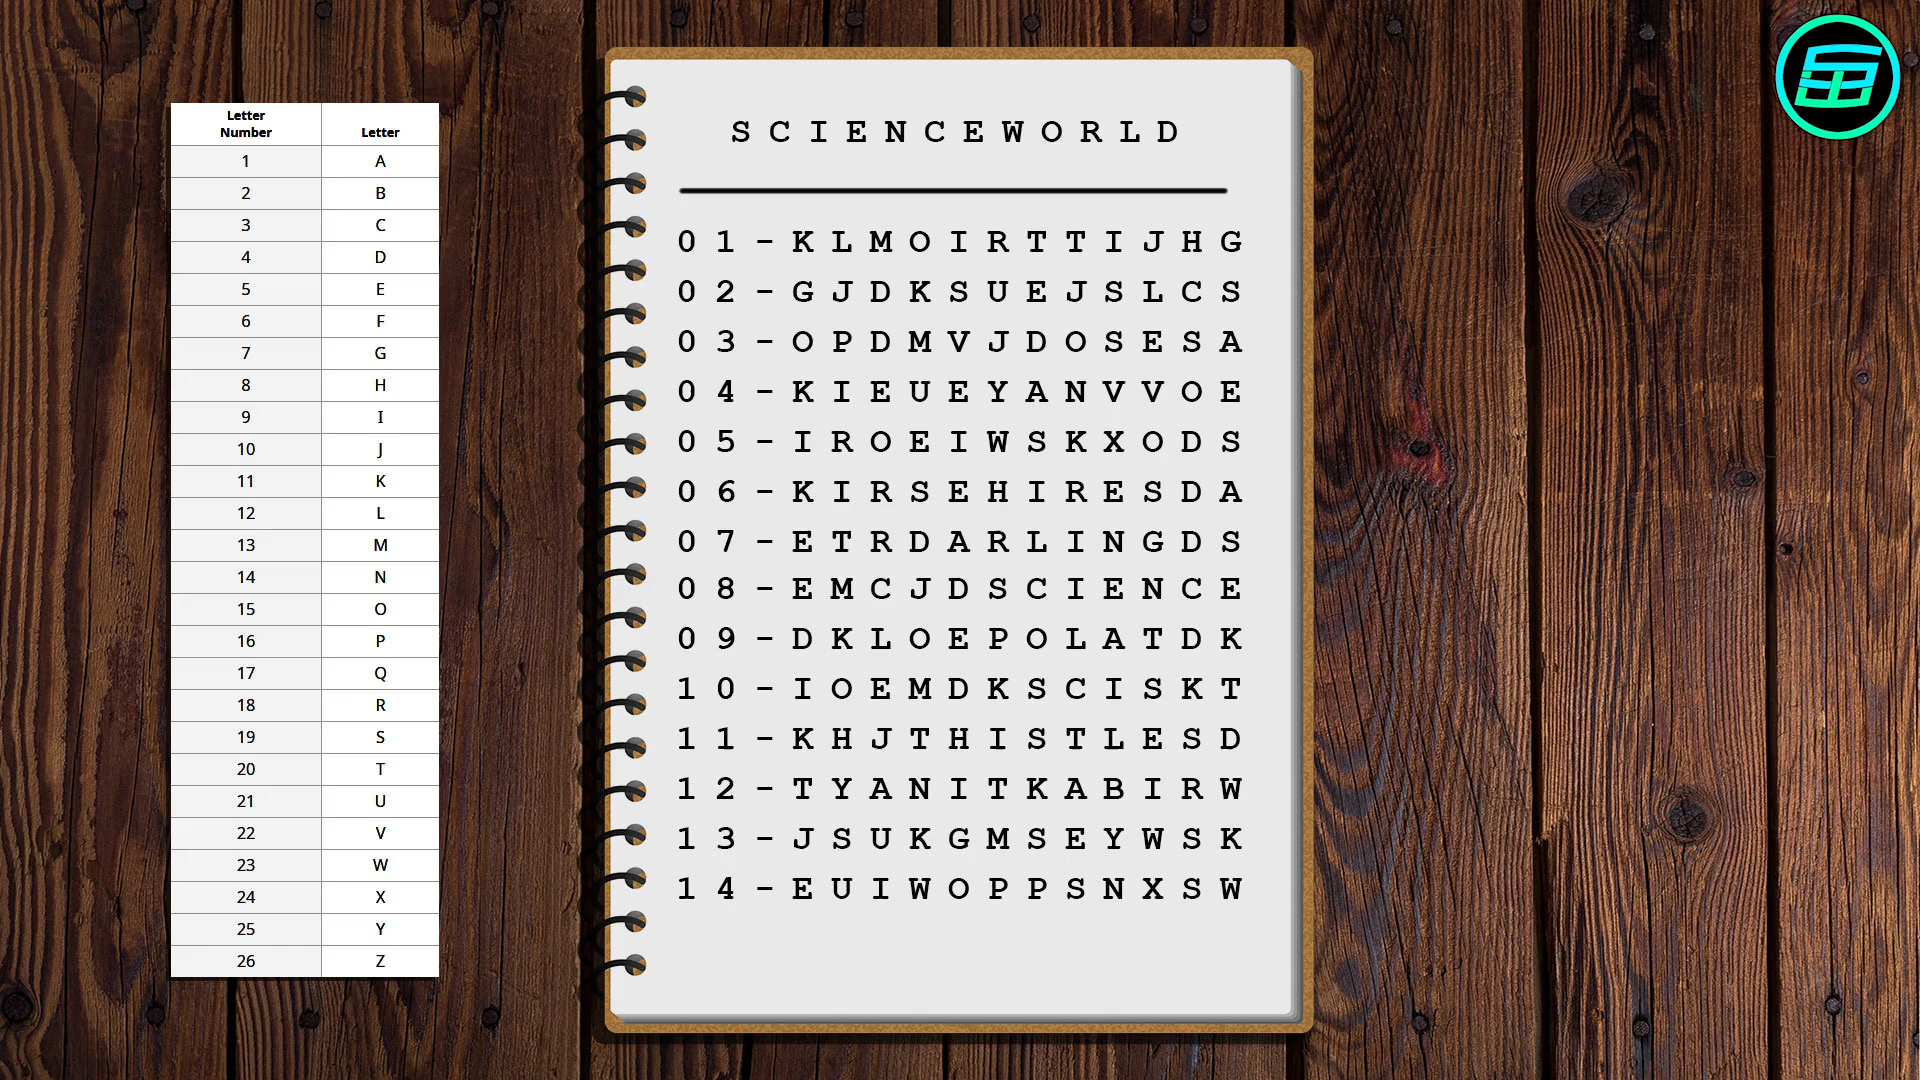 Letter Number Letter
1 A
2 B
3 C
4 D
5 E
6 F
7 G
8 H
9 I
10 J
11 K
12 L
13 M
14 N
15 O
16 P
17 Q
18 R
19 S
20 T
21 U
22 V
23 W
24 X
25 Y
26 Z
SCIENCEWORLD
01-KLMOIRTTIJHG
02-GJDKSUEJSLCS
03-OPDMVJDOSESA
04-KIEUEYANVVOE
05-IROEIWSKXODS
06-KIRSEHIRESDA
07-ETRDARLINGDS
08-EMCJDSCIENCE
09-DKLOEPOLATDK
10-IOEMDKSCISKT
11-KHJTHISTLESD
12-TYANITKABIRW
13-JSUKGMSEYWSK
14-EUIWOPPSNXSW